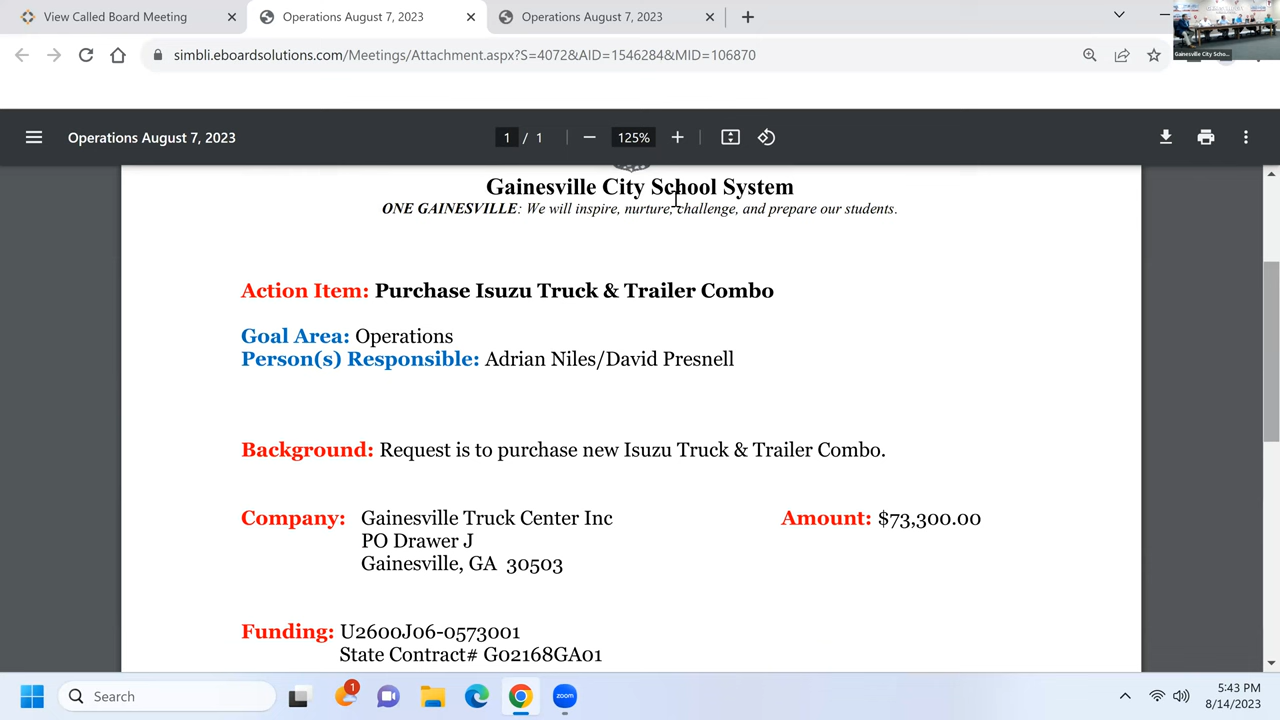 View Called Board Meeting
Operations August 7, 2023
Operations August 7, 2023
simbli.eboardsolutions.com/Meetings/Attachment.aspx?S=4072&AID=1546284&MID=106870
Gainesville City Scho...
Operations August 7, 2023
1 / 1
125%
Gainesville City School System
ONE GAINESVILLE: We will inspire, nurture, challenge, and prepare our students.
Action Item: Purchase Isuzu Truck & Trailer Combo
Goal Area: Operations
Person(s) Responsible: Adrian Niles/David Presnell
Background: Request is to purchase new Isuzu Truck & Trailer Combo.
Company: Gainesville Truck Center Inc Amount: $73,300.00
PO Drawer J
Gainesville, GA 30503
Funding: U2600J06-0573001
State Contract# G02168GA01
Search
1
zoom
5:43 PM
8/14/2023